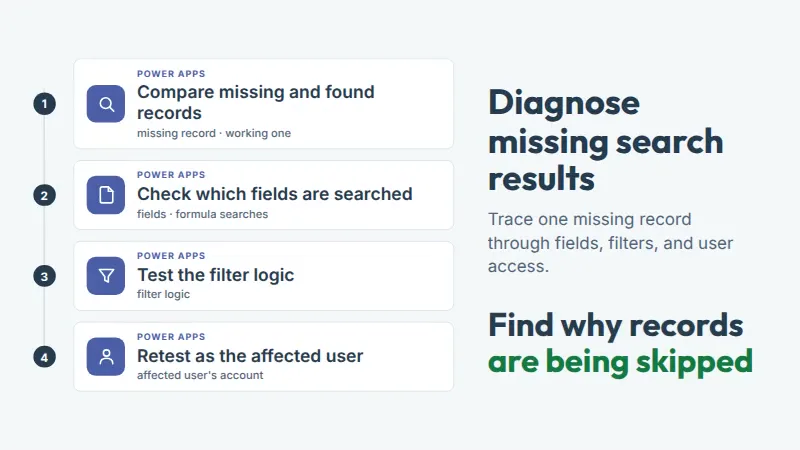 1
POWER APPS
Compare missing and found
records
missing record · working one
2
POWER APPS
Check which fields are searched
fields · formula searches
3
POWER APPS
Test the filter logic
filter logic
4
POWER APPS
Retest as the affected user
affected user's account
Diagnose
missing search
results
Trace one missing record
through fields, filters, and user
access.
Find why records
are being skipped